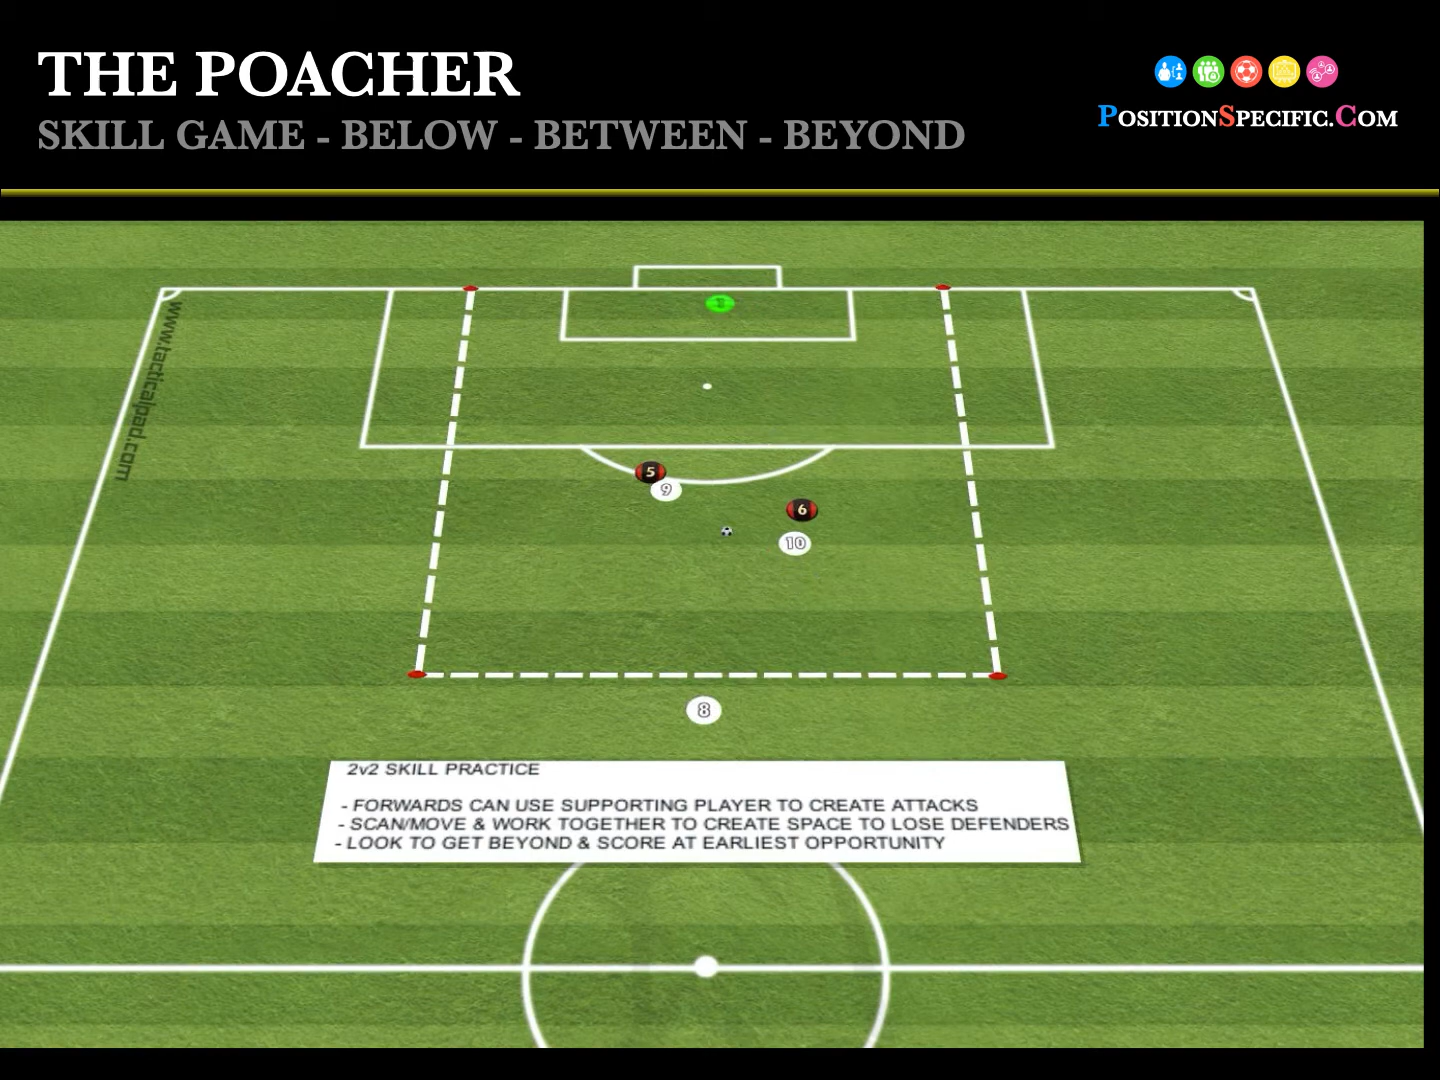 THE POACHER
SKILL GAME - BELOW - BETWEEN - BEYOND
POSITIONSPECIFIC.COM
www.tacticalpad.com
5
9
6
10
8
2v2 SKILL PRACTICE
- FORWARDS CAN USE SUPPORTING PLAYER TO CREATE ATTACKS
- SCAN/MOVE & WORK TOGETHER TO CREATE SPACE TO LOSE DEFENDERS
- LOOK TO GET BEYOND & SCORE AT EARLIEST OPPORTUNITY